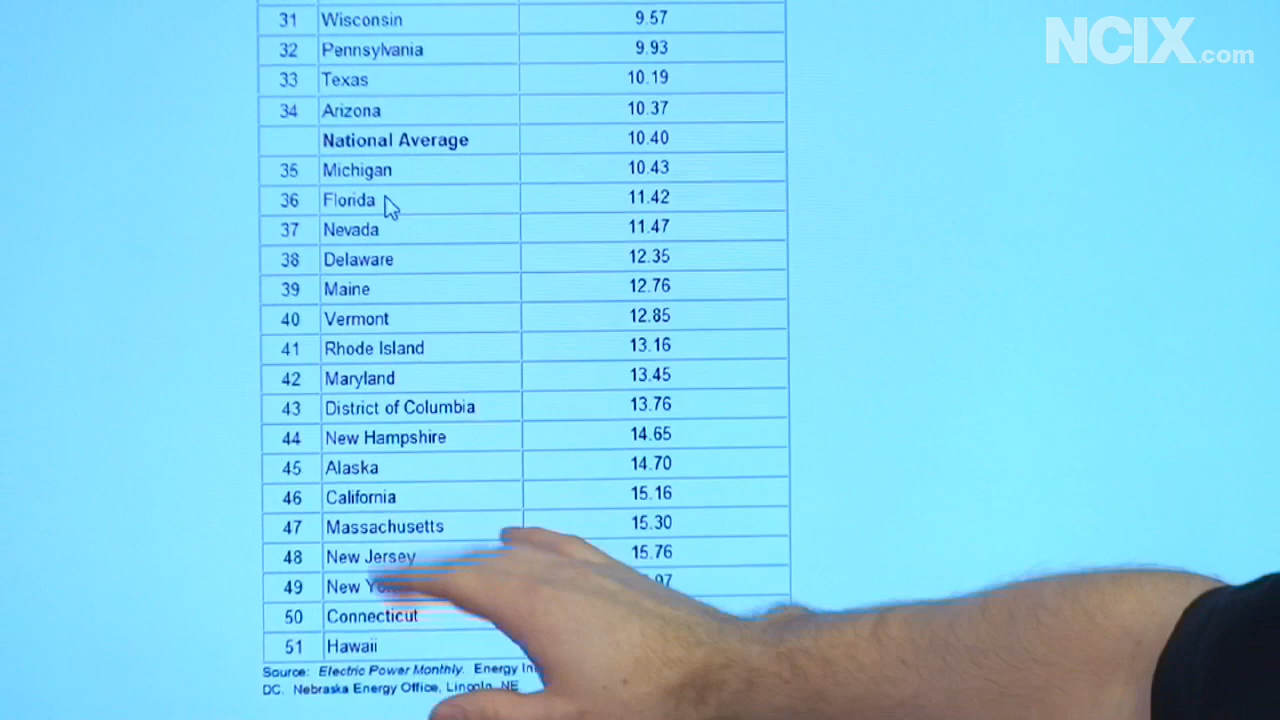 NCIX.com
31 Wisconsin 9.57
32 Pennsylvania 9.93
33 Texas 10.19
34 Arizona 10.37
National Average 10.40
35 Michigan 10.43
36 Florida 11.42
37 Nevada 11.47
38 Delaware 12.35
39 Maine 12.76
40 Vermont 12.85
41 Rhode Island 13.16
42 Maryland 13.45
43 District of Columbia 13.76
44 New Hampshire 14.65
45 Alaska 14.70
46 California 15.16
47 Massachusetts 15.30
48 New Jersey 15.76
49 New
50 Connecticut
51 Hawaii
Source: Electric Power Monthly. Energy
DC. Nebraska Energy Office, Lincoln, NE